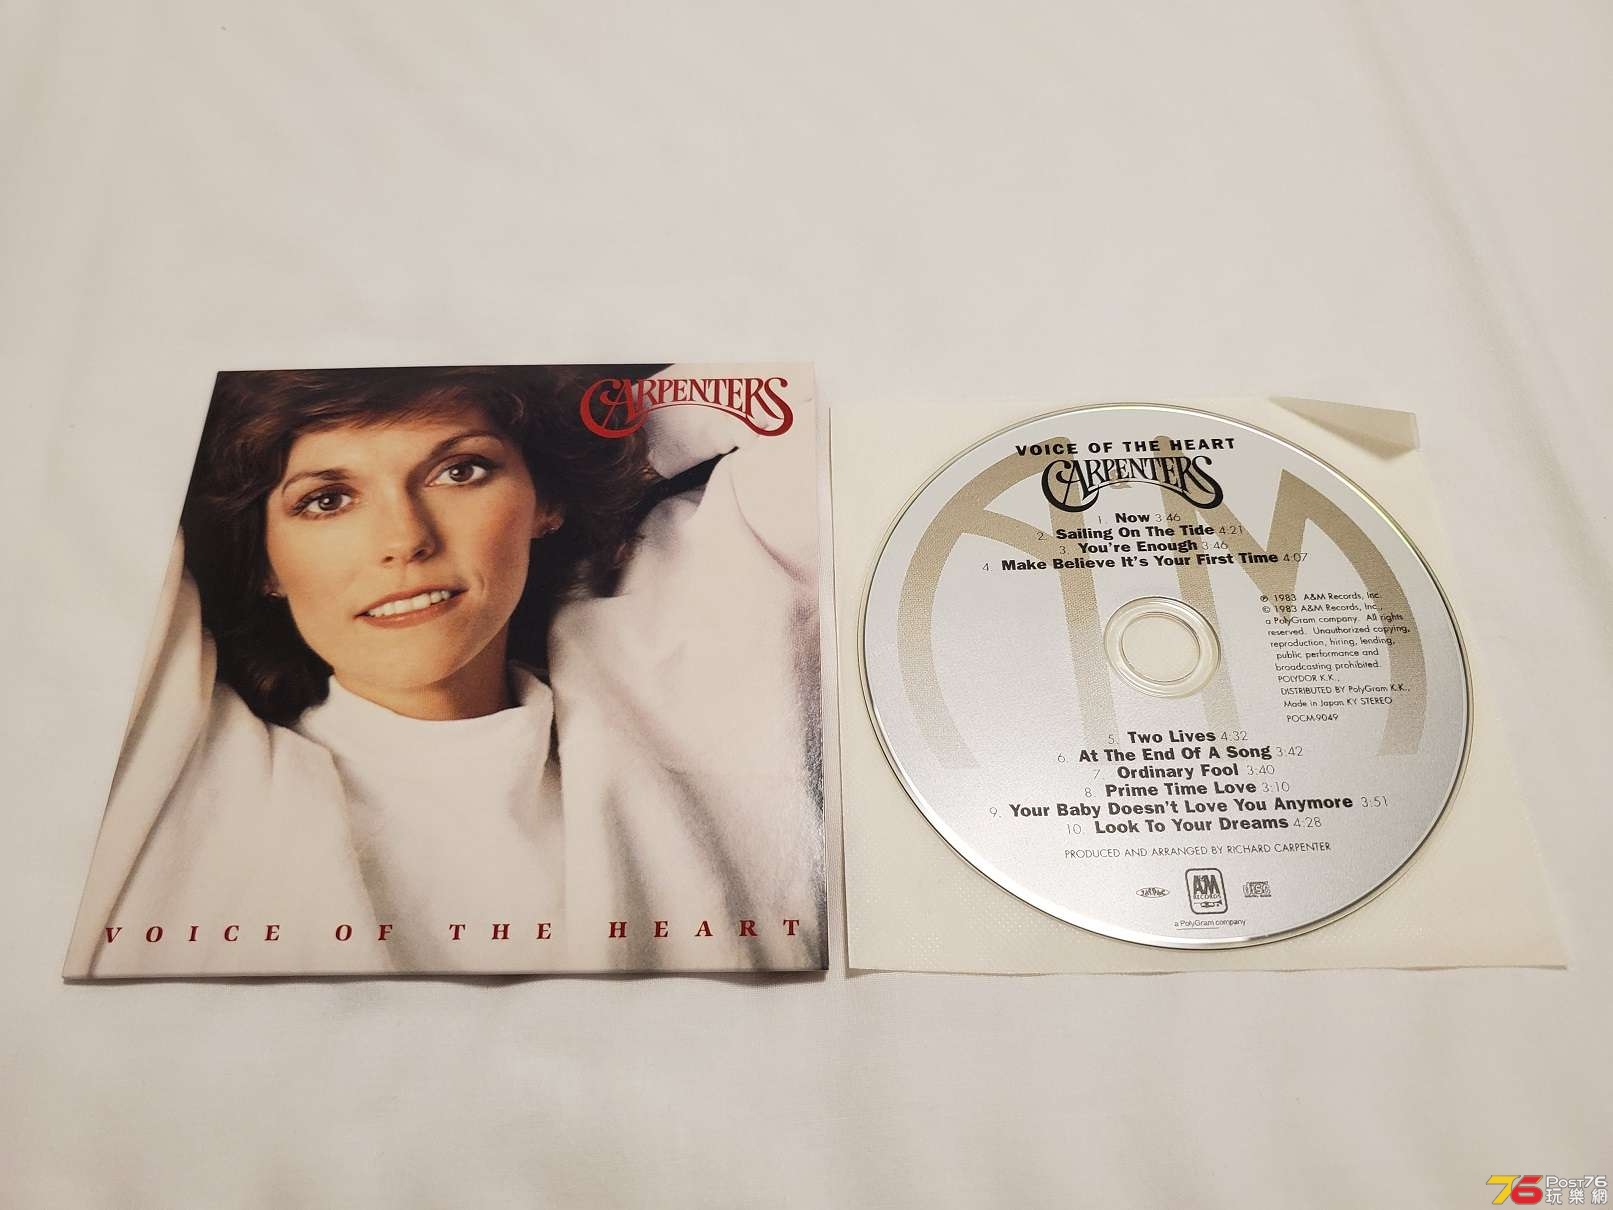 CARPENTERS
VOICE OF THE HEART
VOICE OF THE HEART
CARPENTERS
1. Now 3:46
2. Sailing On The Tide 4:21
3. You're Enough 3:46
4. Make Believe It's Your First Time 4:07
℗ 1983 A&M Records, Inc.
© 1983 A&M Records, Inc.,
a PolyGram company. All rights
reserved. Unauthorized copying,
reproduction, hiring, lending,
public performance and
broadcasting prohibited.
POLYDOR K.K.,
DISTRIBUTED BY PolyGram K.K.,
Made in Japan KY STEREO
POCM-9049
5. Two Lives 4:32
6. At The End Of A Song 3:42
7. Ordinary Fool 3:40
8. Prime Time Love 3:10
9. Your Baby Doesn't Love You Anymore 3:51
10. Look To Your Dreams 4:28
PRODUCED AND ARRANGED BY RICHARD CARPENTER
A&M
RECORDS
a PolyGram company
76 Post76
玩樂網